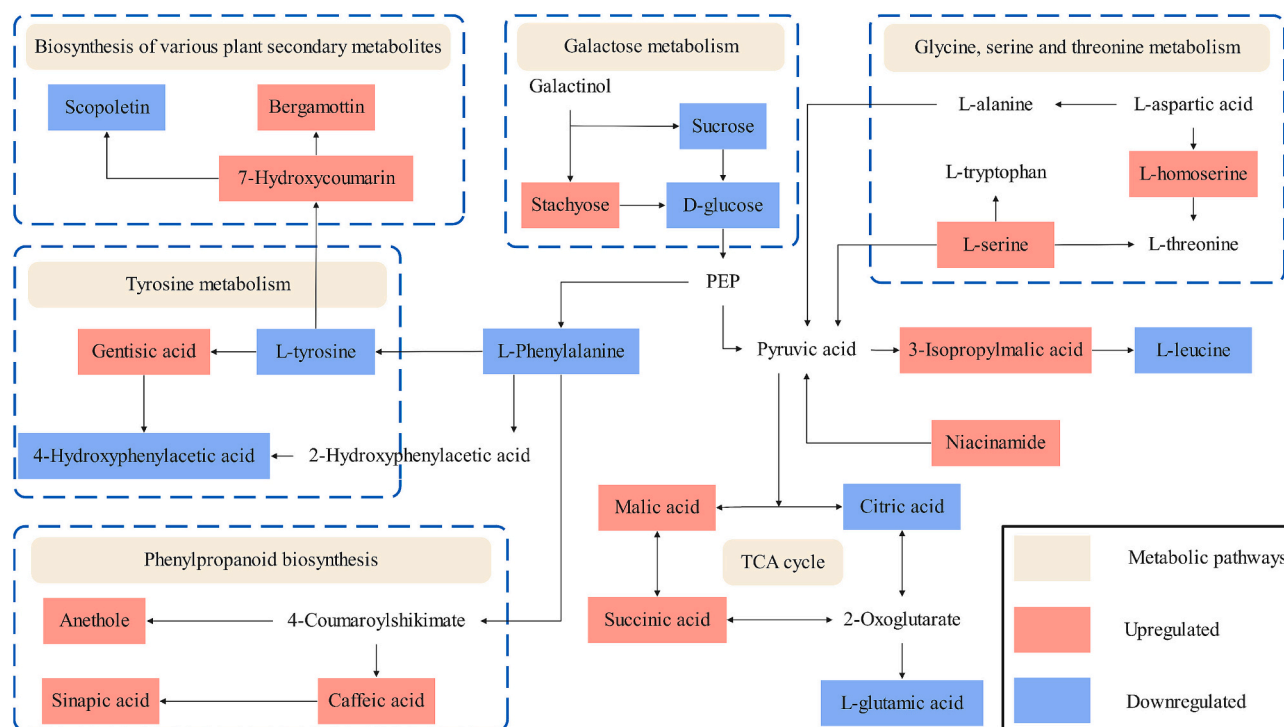 Biosynthesis of various plant secondary metabolites
Scopoletin
Bergamottin
7-Hydroxycoumarin
Galactose metabolism
Galactinol
Sucrose
Stachyose
D-glucose
Glycine, serine and threonine metabolism
L-alanine
L-aspartic acid
L-tryptophan
L-homoserine
L-serine
L-threonine
Tyrosine metabolism
Gentisic acid
L-tyrosine
4-Hydroxyphenylacetic acid
2-Hydroxyphenylacetic acid
PEP
L-Phenylalanine
Pyruvic acid
3-Isopropylmalic acid
L-leucine
Niacinamide
Malic acid
Citric acid
TCA cycle
Succinic acid
2-Oxoglutarate
L-glutamic acid
Phenylpropanoid biosynthesis
Anethole
4-Coumaroylshikimate
Sinapic acid
Caffeic acid
Metabolic pathways
Upregulated
Downregulated